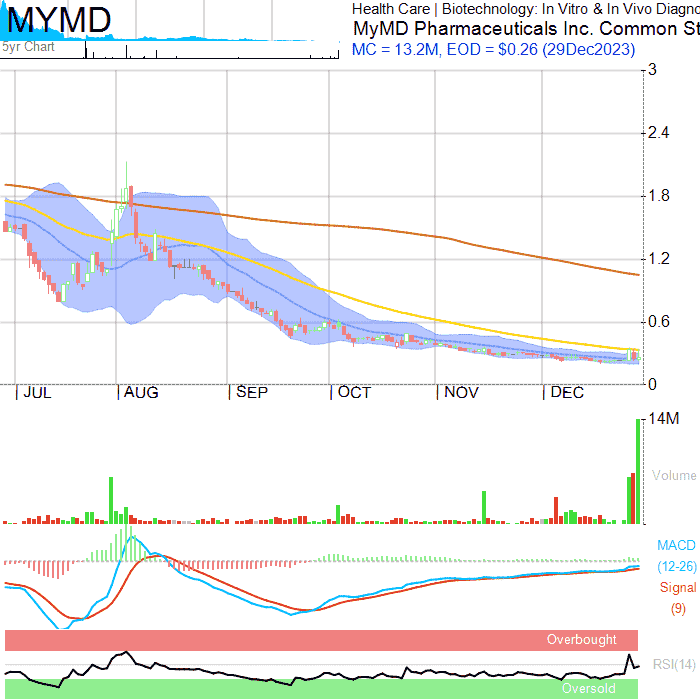 MYMD
5yr Chart
Health Care | Biotechnology: In Vitro & In Vivo Diagno
MyMD Pharmaceuticals Inc. Common St
MC = 13.2M, EOD = $0.26 (29Dec2023)
3
2.4
1.8
1.2
0.6
0
JUL AUG SEP OCT NOV DEC
14M
Volume
MACD
(12-26)
Signal
(9)
Overbought
RSI(14)
Oversold